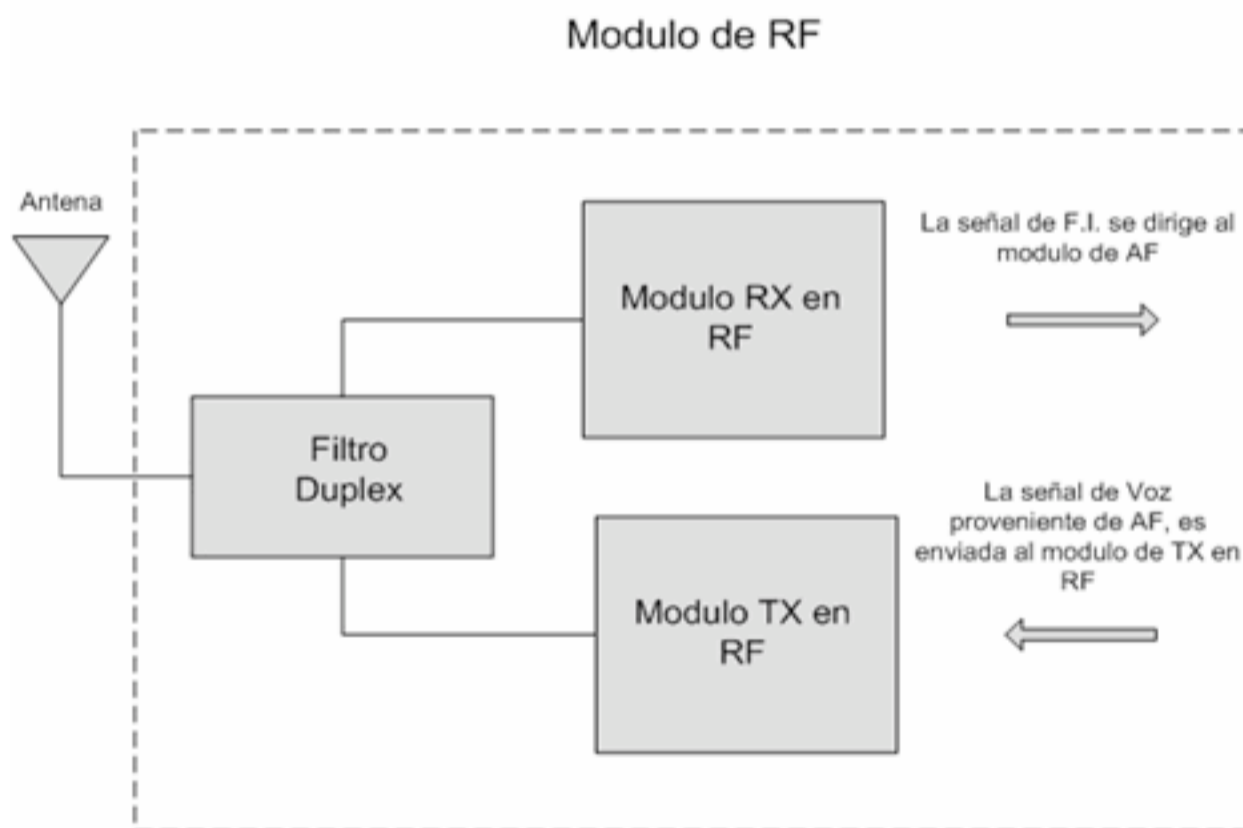 Modulo de RF
Antena
La señal de F.I. se dirige al
modulo de AF
Modulo RX en
RF
Filtro
Duplex
La señal de Voz
proveniente de AF, es
enviada al modulo de TX en
RF
Modulo TX en
RF